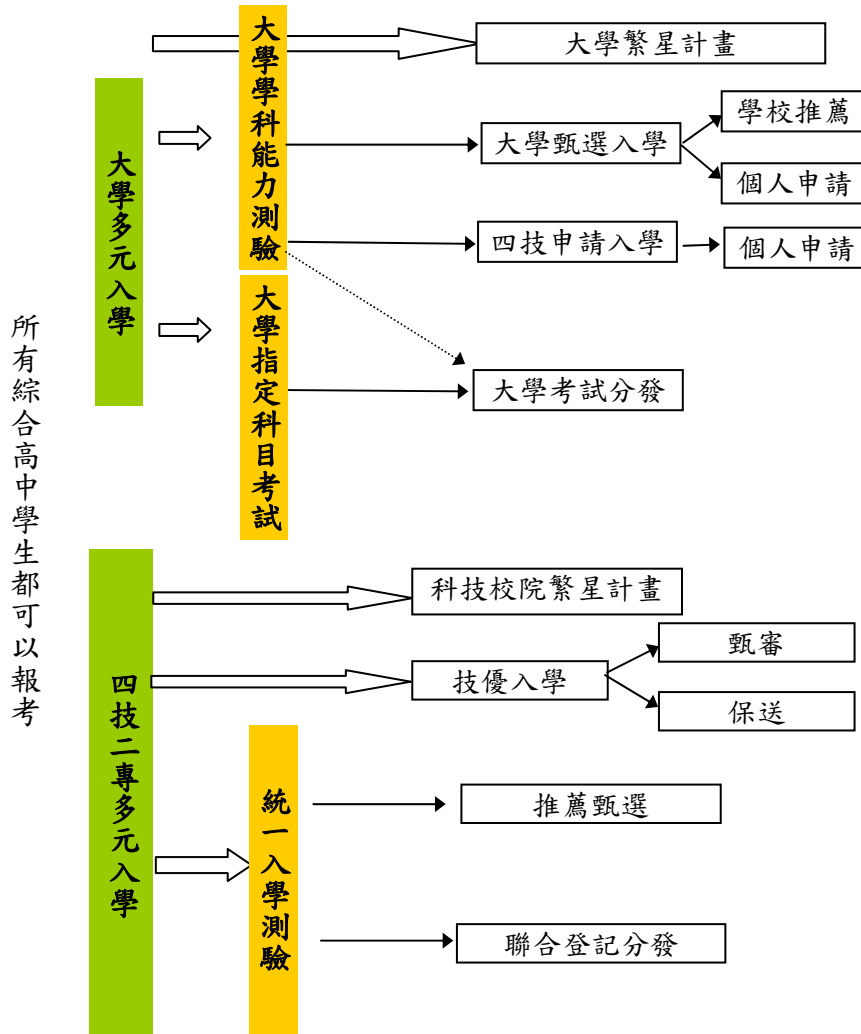 所有綜合高中學生都可以報考
大學多元入學
大學學科能力測驗
大學繁星計畫
大學甄選入學
學校推薦
個人申請
四技申請入學
個人申請
大學指定科目考試
大學考試分發
四技二專多元入學
科技校院繁星計畫
技優入學
甄審
保送
統一入學測驗
推薦甄選
聯合登記分發